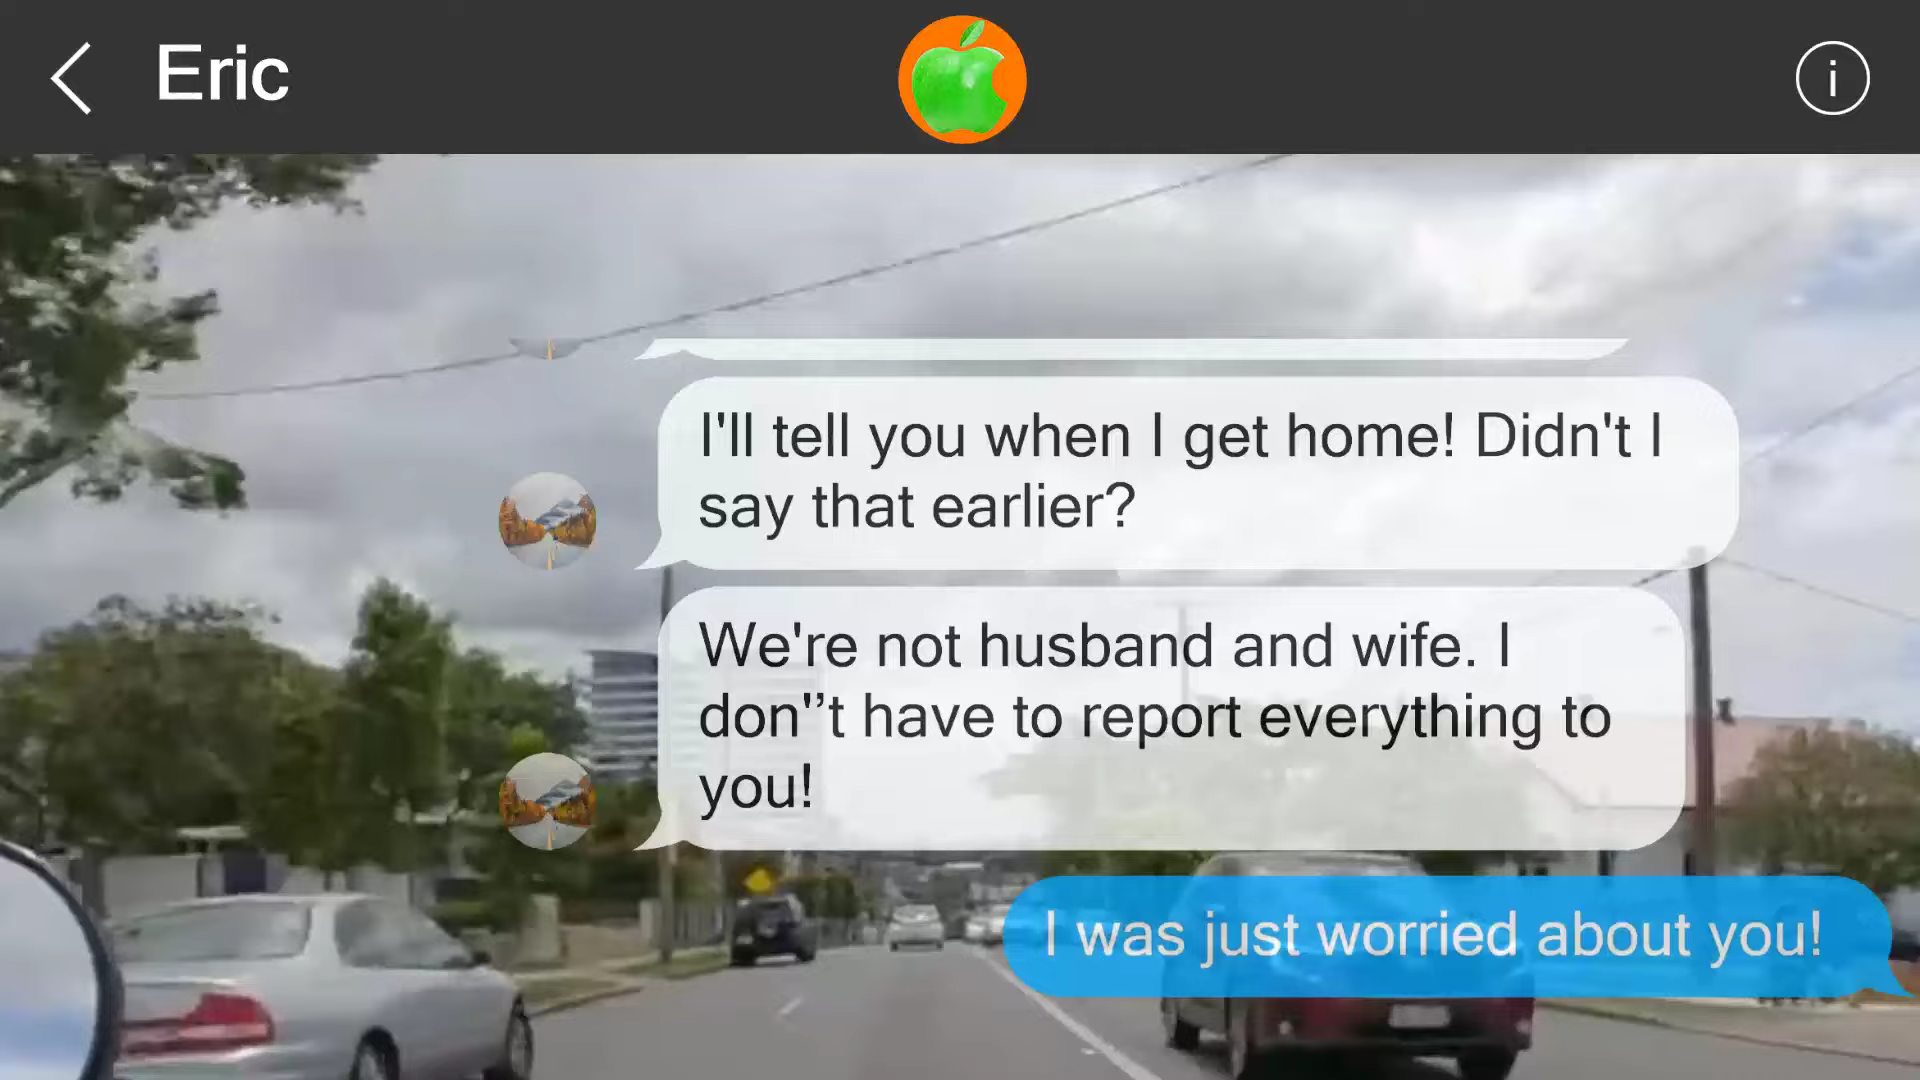 Eric
i
I'll tell you when I get home! Didn't I
say that earlier?
We're not husband and wife. I
don'’t have to report everything to
you!
I was just worried about you!